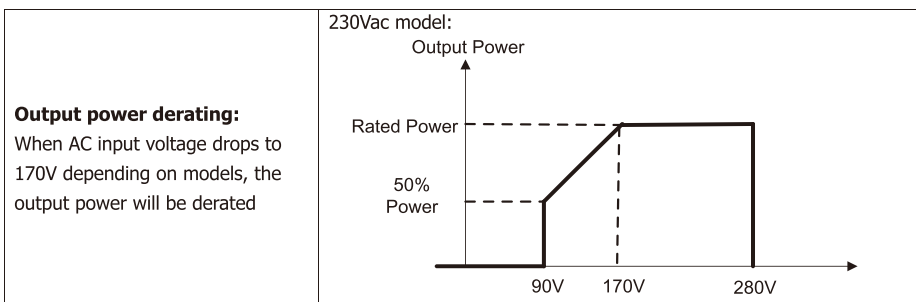 Output power derating:
When AC input voltage drops to
170V depending on models, the
output power will be derated
230Vac model:
Output Power
Rated Power
50%
Power
90V
170V
280V